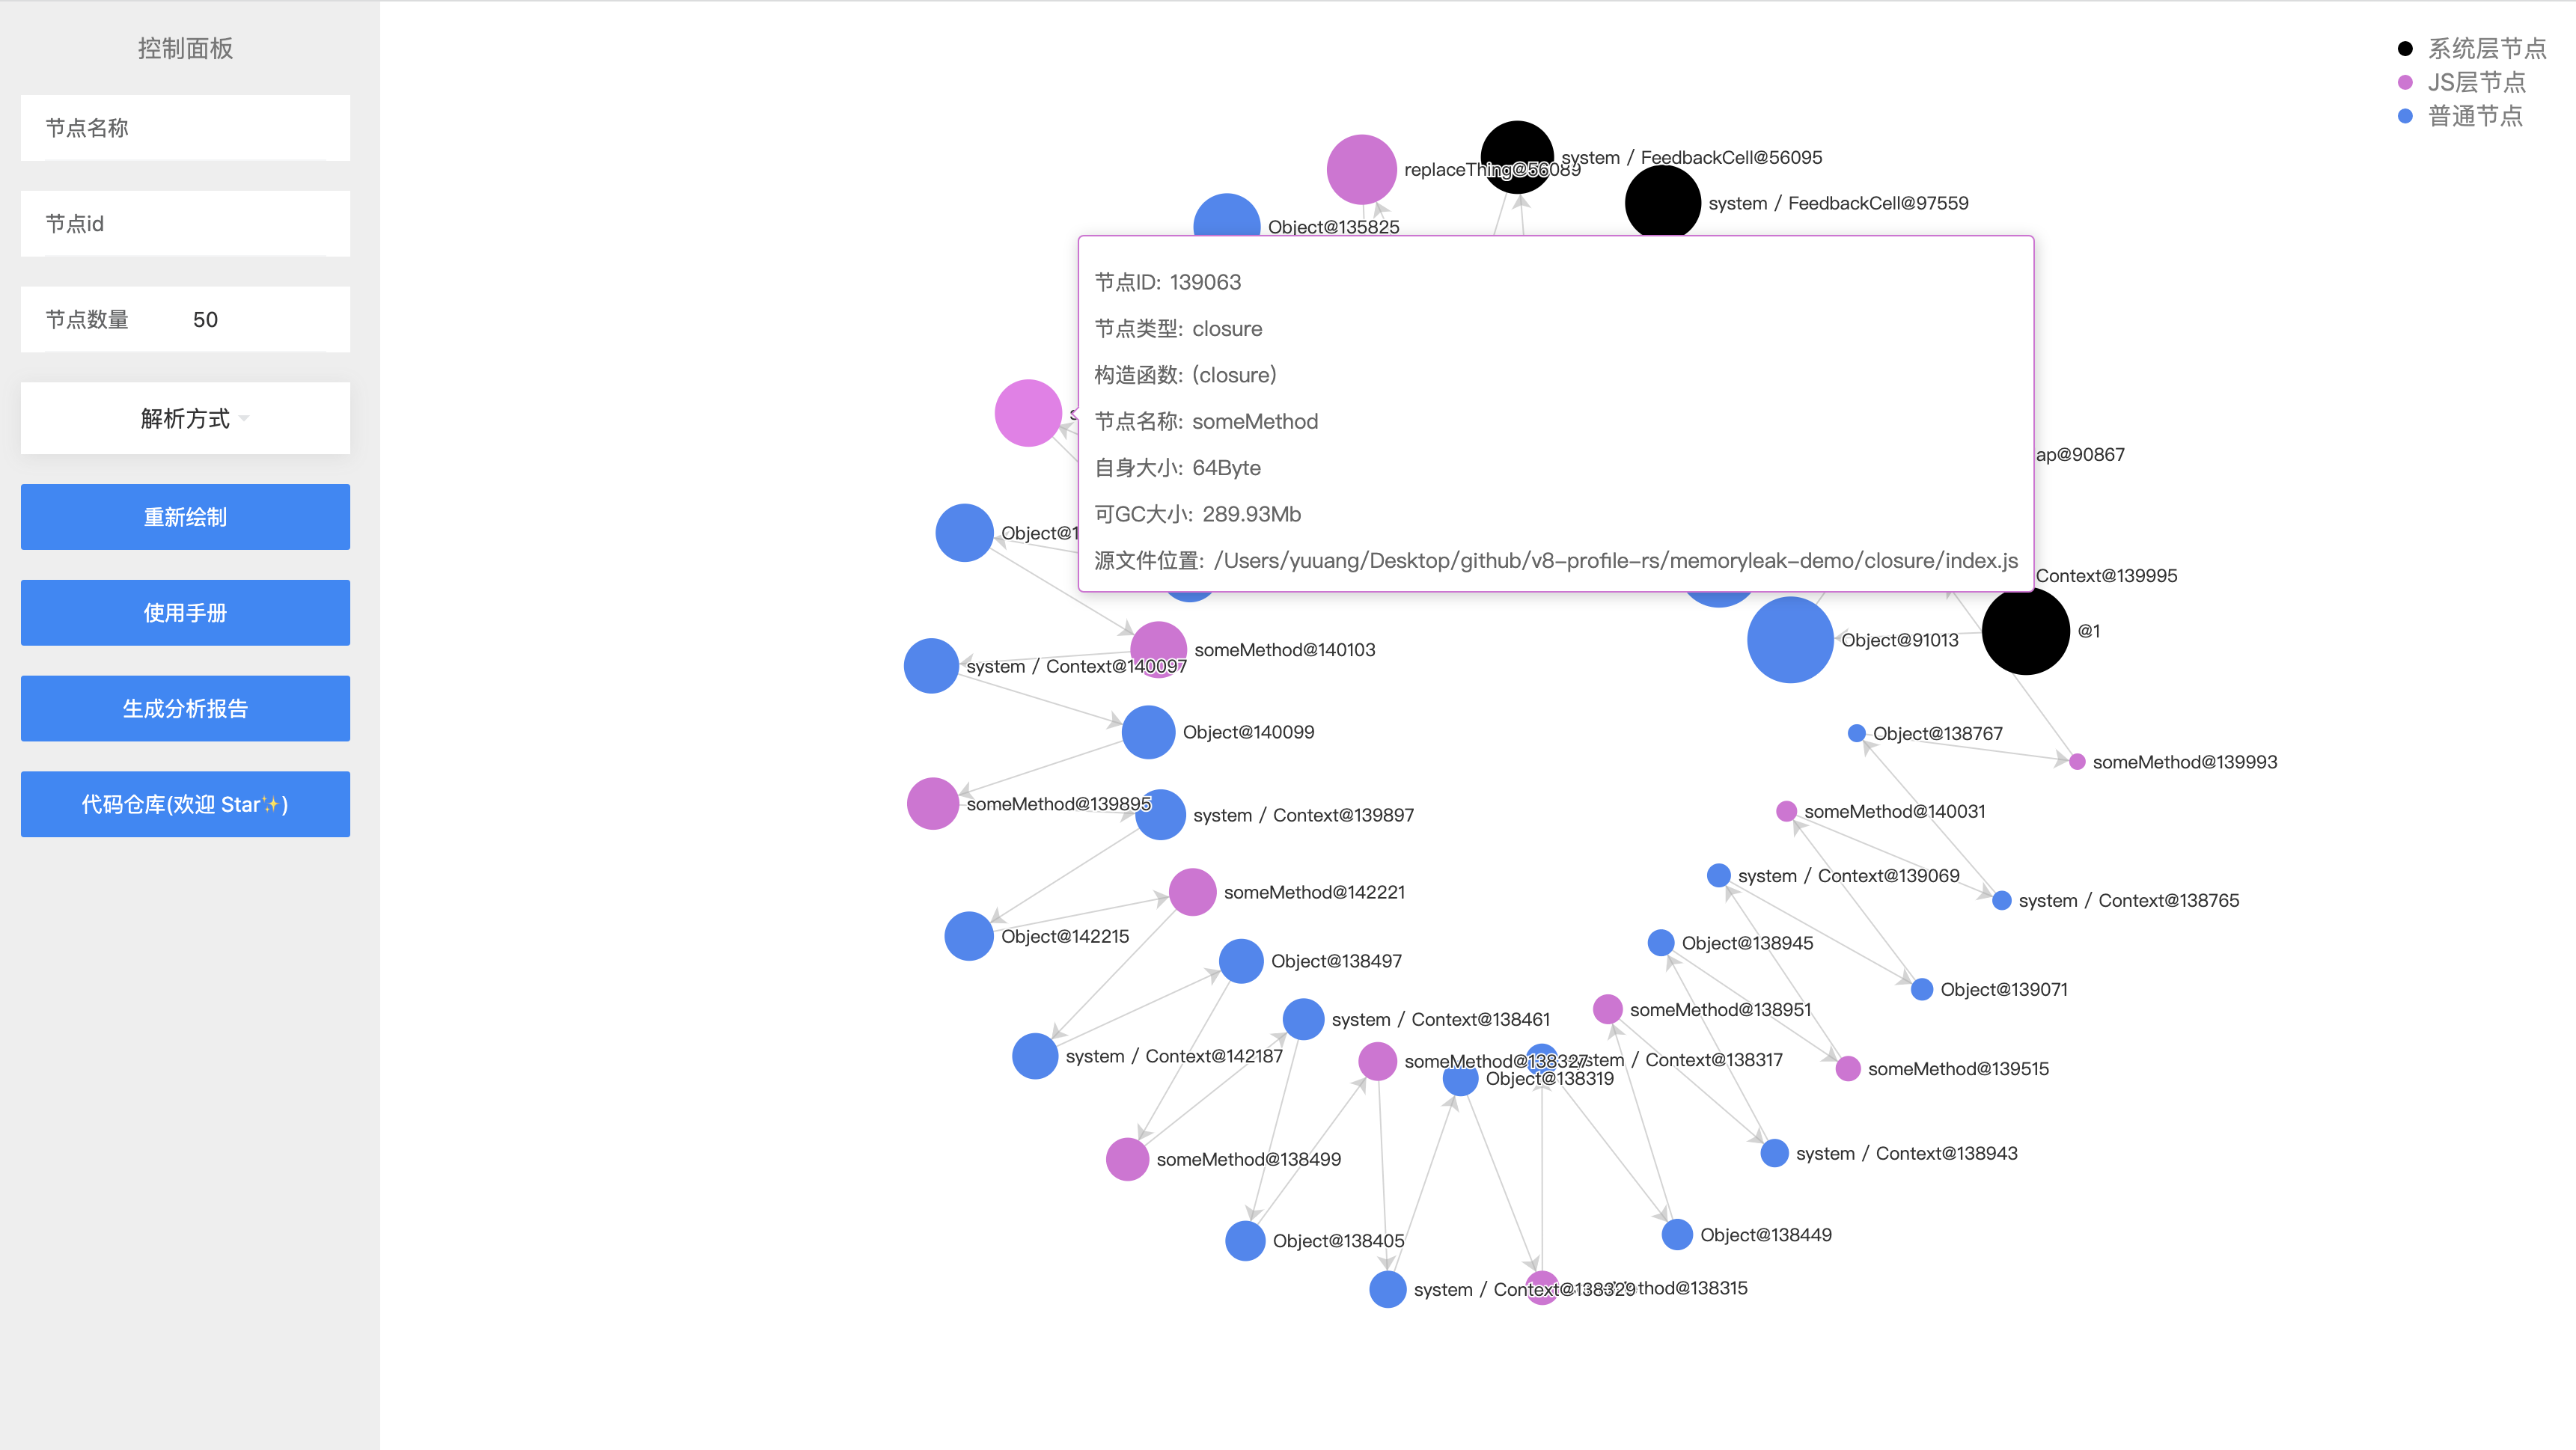 控制面板
节点名称
节点id
节点数量 50
解析方式
重新绘制
使用手册
生成分析报告
代码仓库(欢迎 Star✨)
系统层节点
JS层节点
普通节点
system / FeedbackCell@56095
replaceThing@56089
system / FeedbackCell@97559
Object@135825
节点ID: 139063
节点类型: closure
构造函数: (closure)
节点名称: someMethod
自身大小: 64Byte
可GC大小: 289.93Mb
源文件位置: /Users/yuuang/Desktop/github/v8-profile-rs/memoryleak-demo/closure/index.js
ap@90867
Object@1
Context@139995
@1
Object@91013
someMethod@140103
system / Context@140097
Object@140099
Object@138767
someMethod@139993
someMethod@139895
system / Context@139897
someMethod@140031
system / Context@139069
someMethod@142221
system / Context@138765
Object@142215
Object@138945
Object@138497
Object@139071
someMethod@138951
system / Context@138461
system / Context@142187
someMethod@138327
system / Context@138317
someMethod@139515
Object@138319
system / Context@138943
someMethod@138499
Object@138449
Object@138405
system / Context@138329
thod@138315